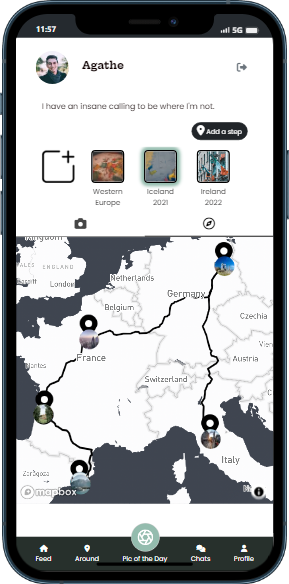 11:57
5G
Agathe
I have an insane calling to be where I'm not.
Add a step
Western
Europe
Iceland
2021
Ireland
2022
ENGLAND
London
Netherlands
Belgium
Germany
Czechia
France
Nantes
Austria
Switzerland
Italy
Zaragoza
mapbox
Feed
Around
Pic of the Day
Chats
Profile